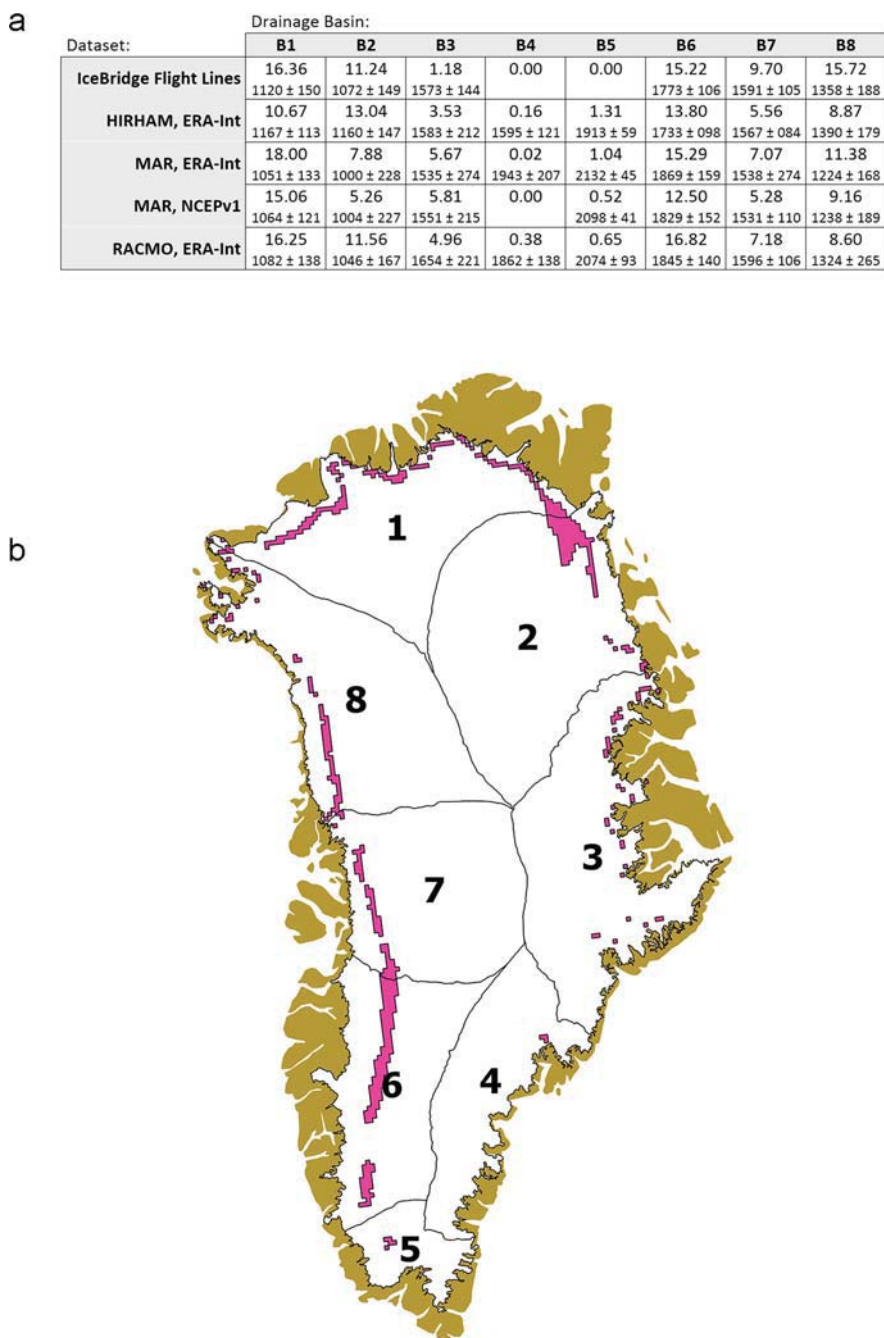 a
Drainage Basin:
Dataset: B1 B2 B3 B4 B5 B6 B7 B8
IceBridge Flight Lines 16.36 11.24 1.18 0.00 0.00 15.22 9.70 15.72
1120 ± 150 1072 ± 149 1573 ± 144 1773 ± 106 1591 ± 105 1358 ± 188
HIRHAM, ERA-Int 10.67 13.04 3.53 0.16 1.31 13.80 5.56 8.87
1167 ± 113 1160 ± 147 1583 ± 212 1595 ± 121 1913 ± 59 1733 ± 098 1567 ± 084 1390 ± 179
MAR, ERA-Int 18.00 7.88 5.67 0.02 1.04 15.29 7.07 11.38
1051 ± 133 1000 ± 228 1535 ± 274 1943 ± 207 2132 ± 45 1869 ± 159 1538 ± 274 1224 ± 168
MAR, NCEPv1 15.06 5.26 5.81 0.00 0.52 12.50 5.28 9.16
1064 ± 121 1004 ± 227 1551 ± 215 2098 ± 41 1829 ± 152 1531 ± 110 1238 ± 189
RACMO, ERA-Int 16.25 11.56 4.96 0.38 0.65 16.82 7.18 8.60
1082 ± 138 1046 ± 167 1654 ± 221 1862 ± 138 2074 ± 93 1845 ± 140 1596 ± 106 1324 ± 265
b
1
2
8
3
7
6
4
5